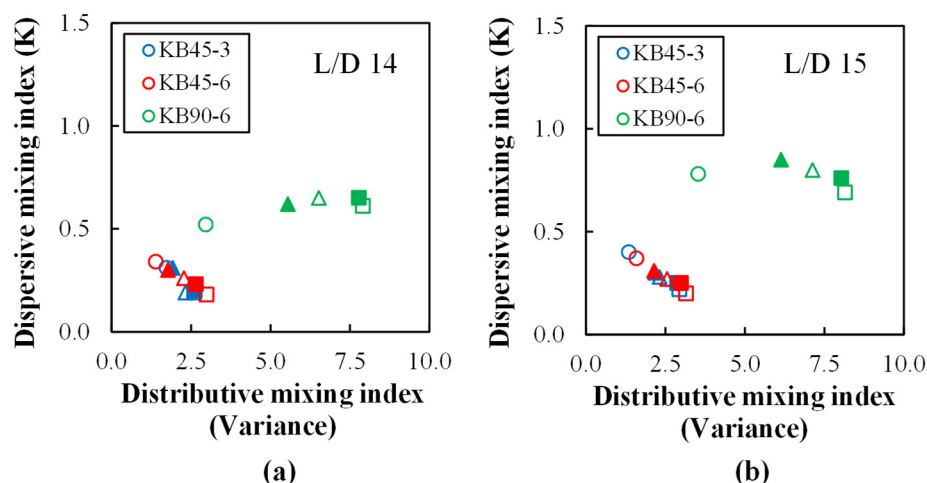 Dispersive mixing index (K)
1.5
1.0
0.5
0.0
KB45-3
KB45-6
KB90-6
L/D 14
0.0 2.5 5.0 7.5 10.0
Distributive mixing index
(Variance)
(a)
Dispersive mixing index (K)
1.5
1.0
0.5
0.0
KB45-3
KB45-6
KB90-6
L/D 15
0.0 2.5 5.0 7.5 10.0
Distributive mixing index
(Variance)
(b)